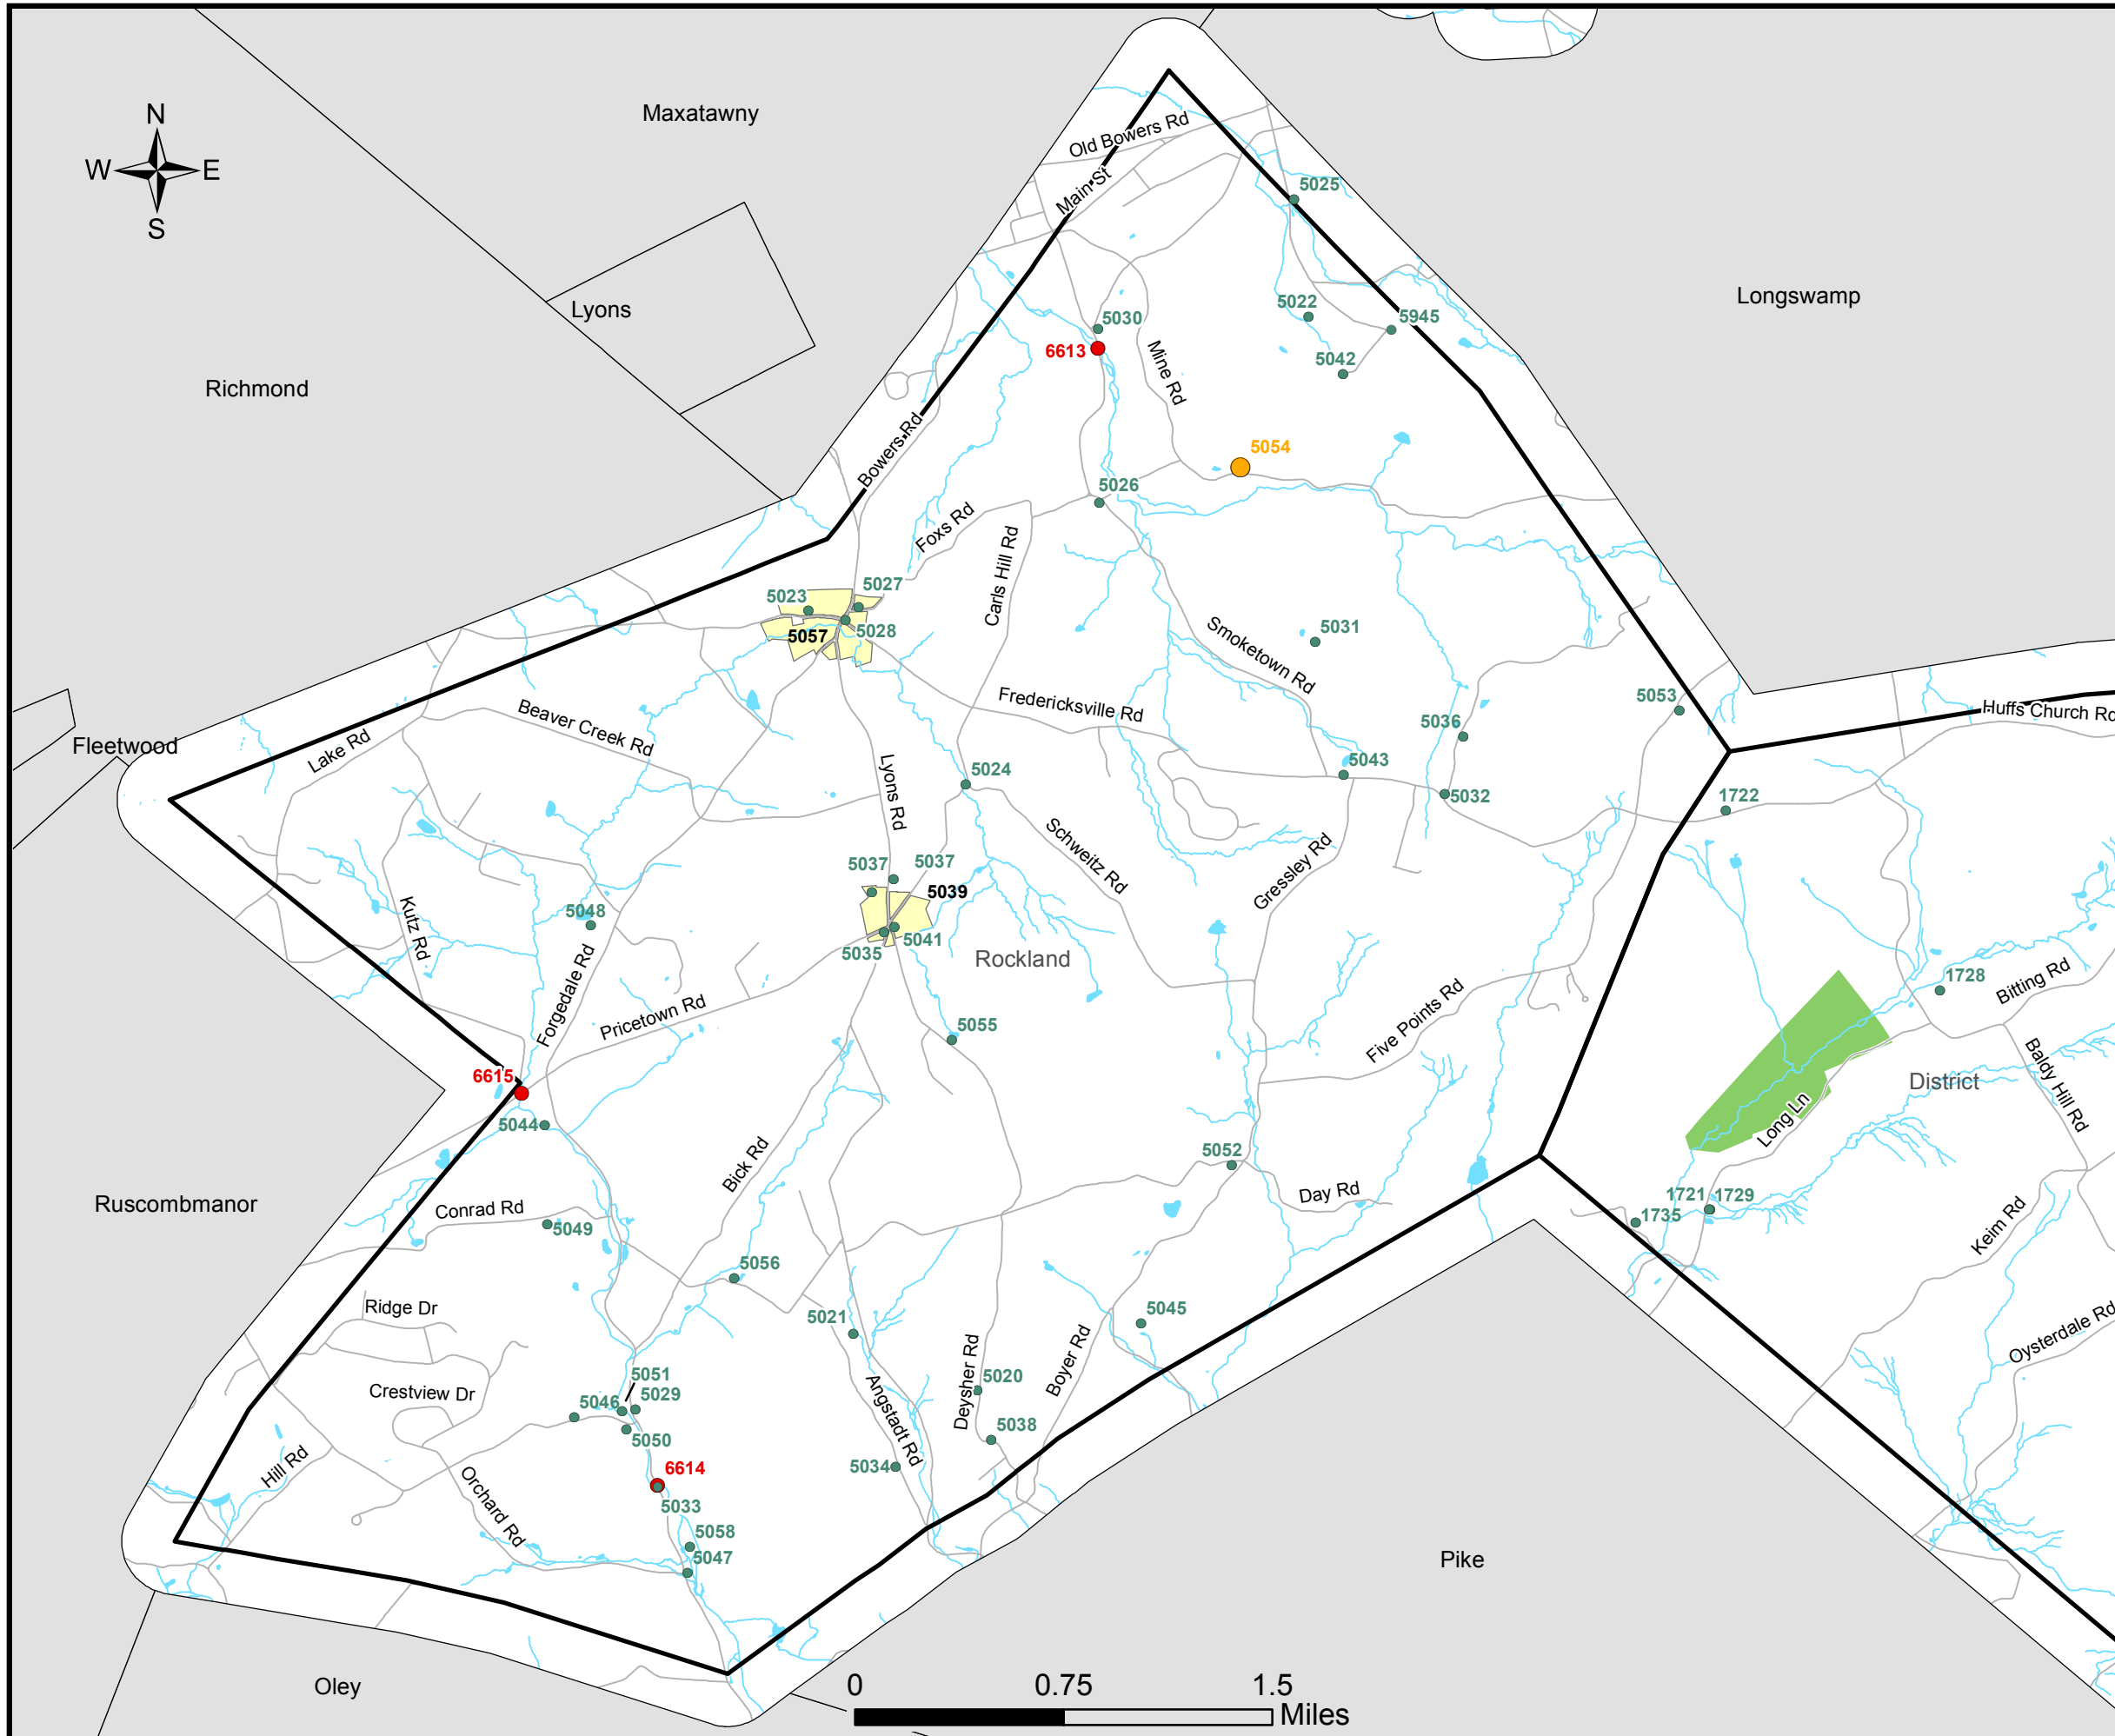 Maxatawny
N
W E
S
Old Bowers Rd
Main St
5025
Lyons
Longswamp
5022
5945
5030
6613
5042
Mine Rd
Richmond
Bowers Rd
5054
5026
Foxs Rd
Carls Hill Rd
5023
5027
5057
5028
Smoketown Rd
5031
Fredericksville Rd
5053
5036
Huffs Church Rd
Fleetwood
Lake Rd
Beaver Creek Rd
Lyons Rd
5024
5043
5032
1722
Schweitz Rd
Gressley Rd
5037
5037
5039
Kutz Rd
5048
5041
5035
Rockland
Forgedale Rd
Pricetown Rd
5055
Five Points Rd
1728
Bitting Rd
Baldy Hill Rd
District
6615
5044
Long Ln
Bick Rd
5052
Day Rd
Ruscombmanor
Conrad Rd
5049
1721
1729
1735
Keim Rd
5056
Ridge Dr
5021
5045
Oysterdale Rd
Crestview Dr
5051
5046
5029
5050
Angstadt Rd
Deysher Rd
5020
Boyer Rd
5038
5034
Hill Rd
Orchard Rd
6614
5033
5058
5047
Pike
Oley
0 0.75 1.5
Miles